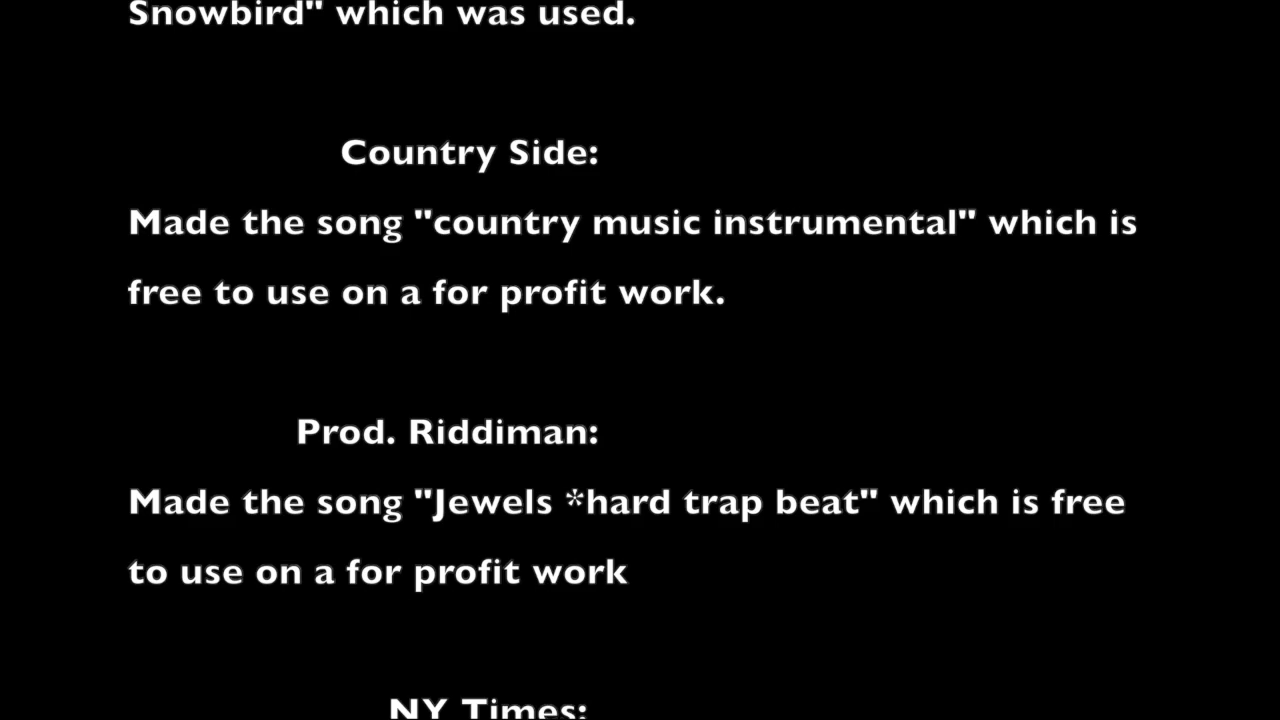 Snowbird" which was used.
Country Side:
Made the song "country music instrumental" which is
free to use on a for profit work.
Prod. Riddiman:
Made the song "Jewels *hard trap beat" which is free
to use on a for profit work
NY Times: